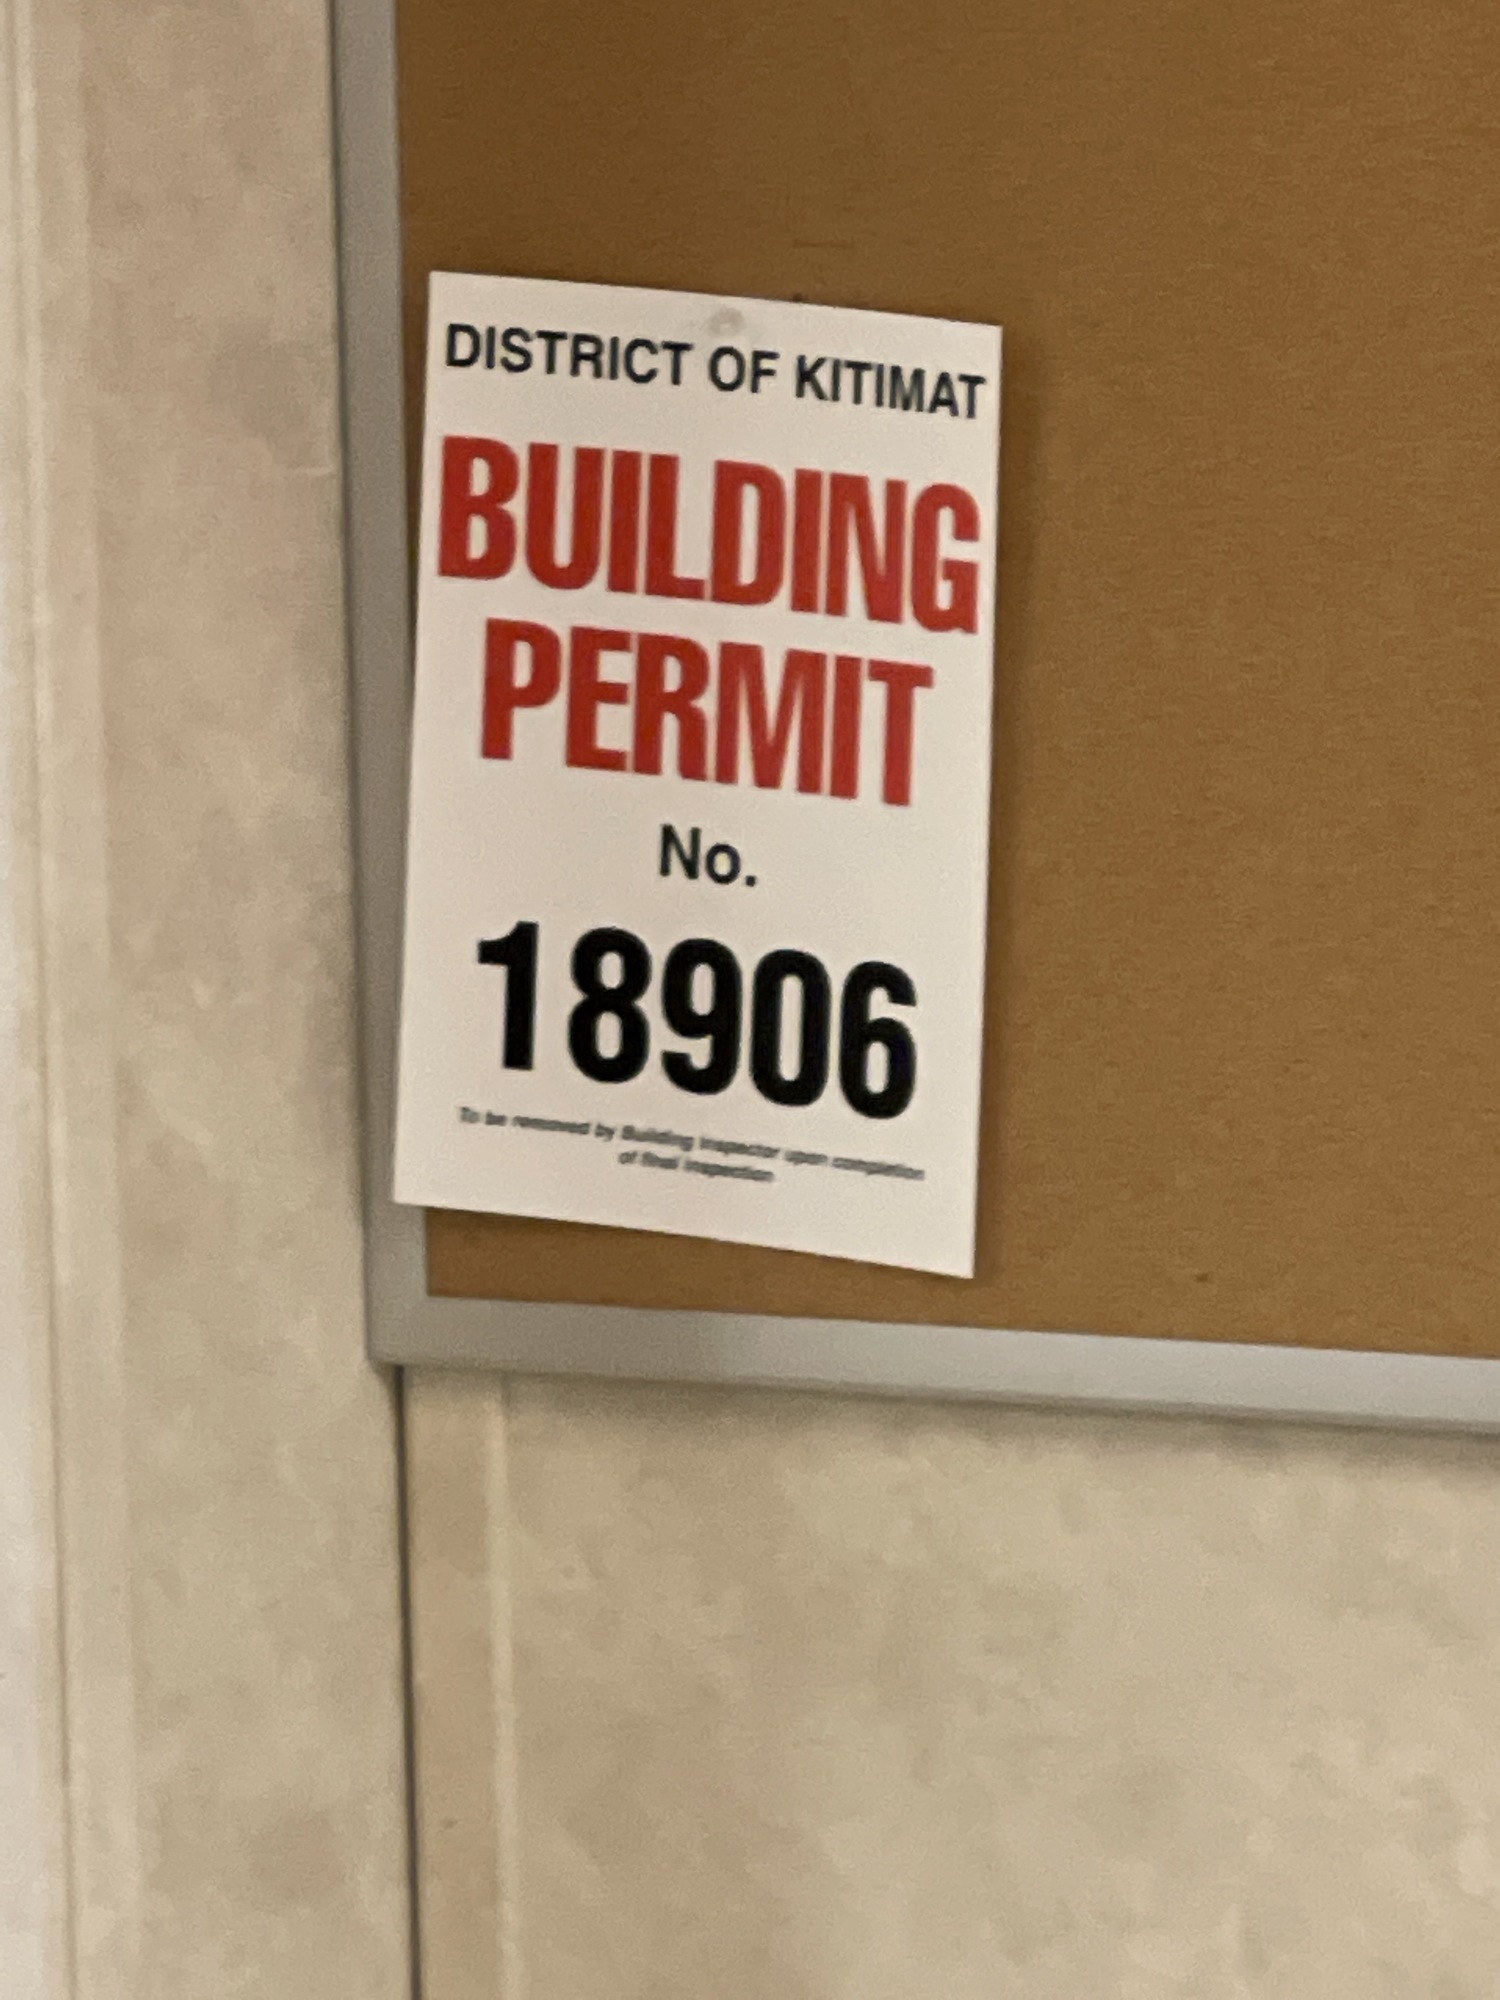 DISTRICT OF KITIMAT
BUILDING
PERMIT
No.
18906
To be removed by Building Inspector upon completion
of final inspection